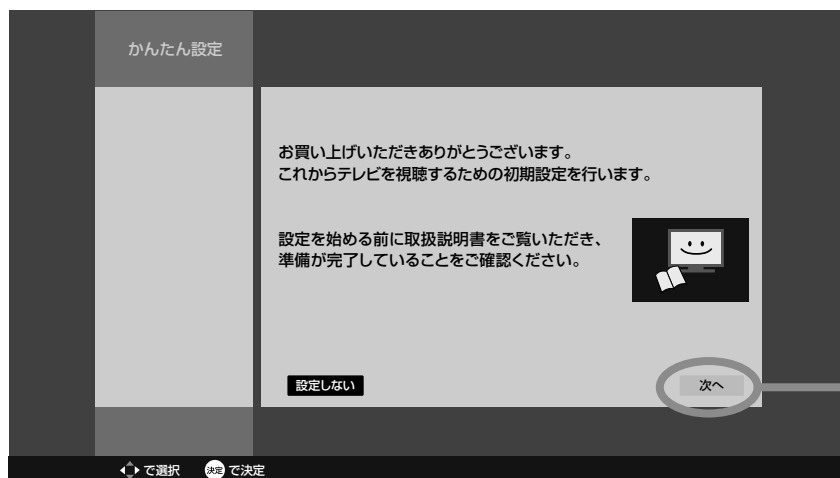 かんたん設定
お買い上げいただきありがとうございます。
これからテレビを視聴するための初期設定を行います。
設定を始める前に取扱説明書をご覧いただき、
準備が完了していることをご確認ください。
設定しない 次へ
で選択 決定 で決定